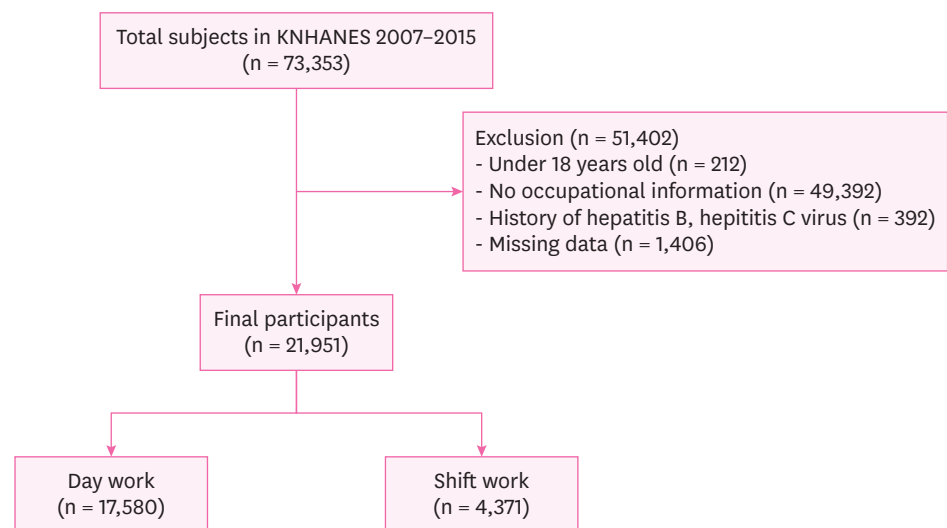 Total subjects in KNHANES 2007–2015
(n = 73,353)
Exclusion (n = 51,402)
- Under 18 years old (n = 212)
- No occupational information (n = 49,392)
- History of hepatitis B, hepititis C virus (n = 392)
- Missing data (n = 1,406)
Final participants
(n = 21,951)
Day work
(n = 17,580)
Shift work
(n = 4,371)